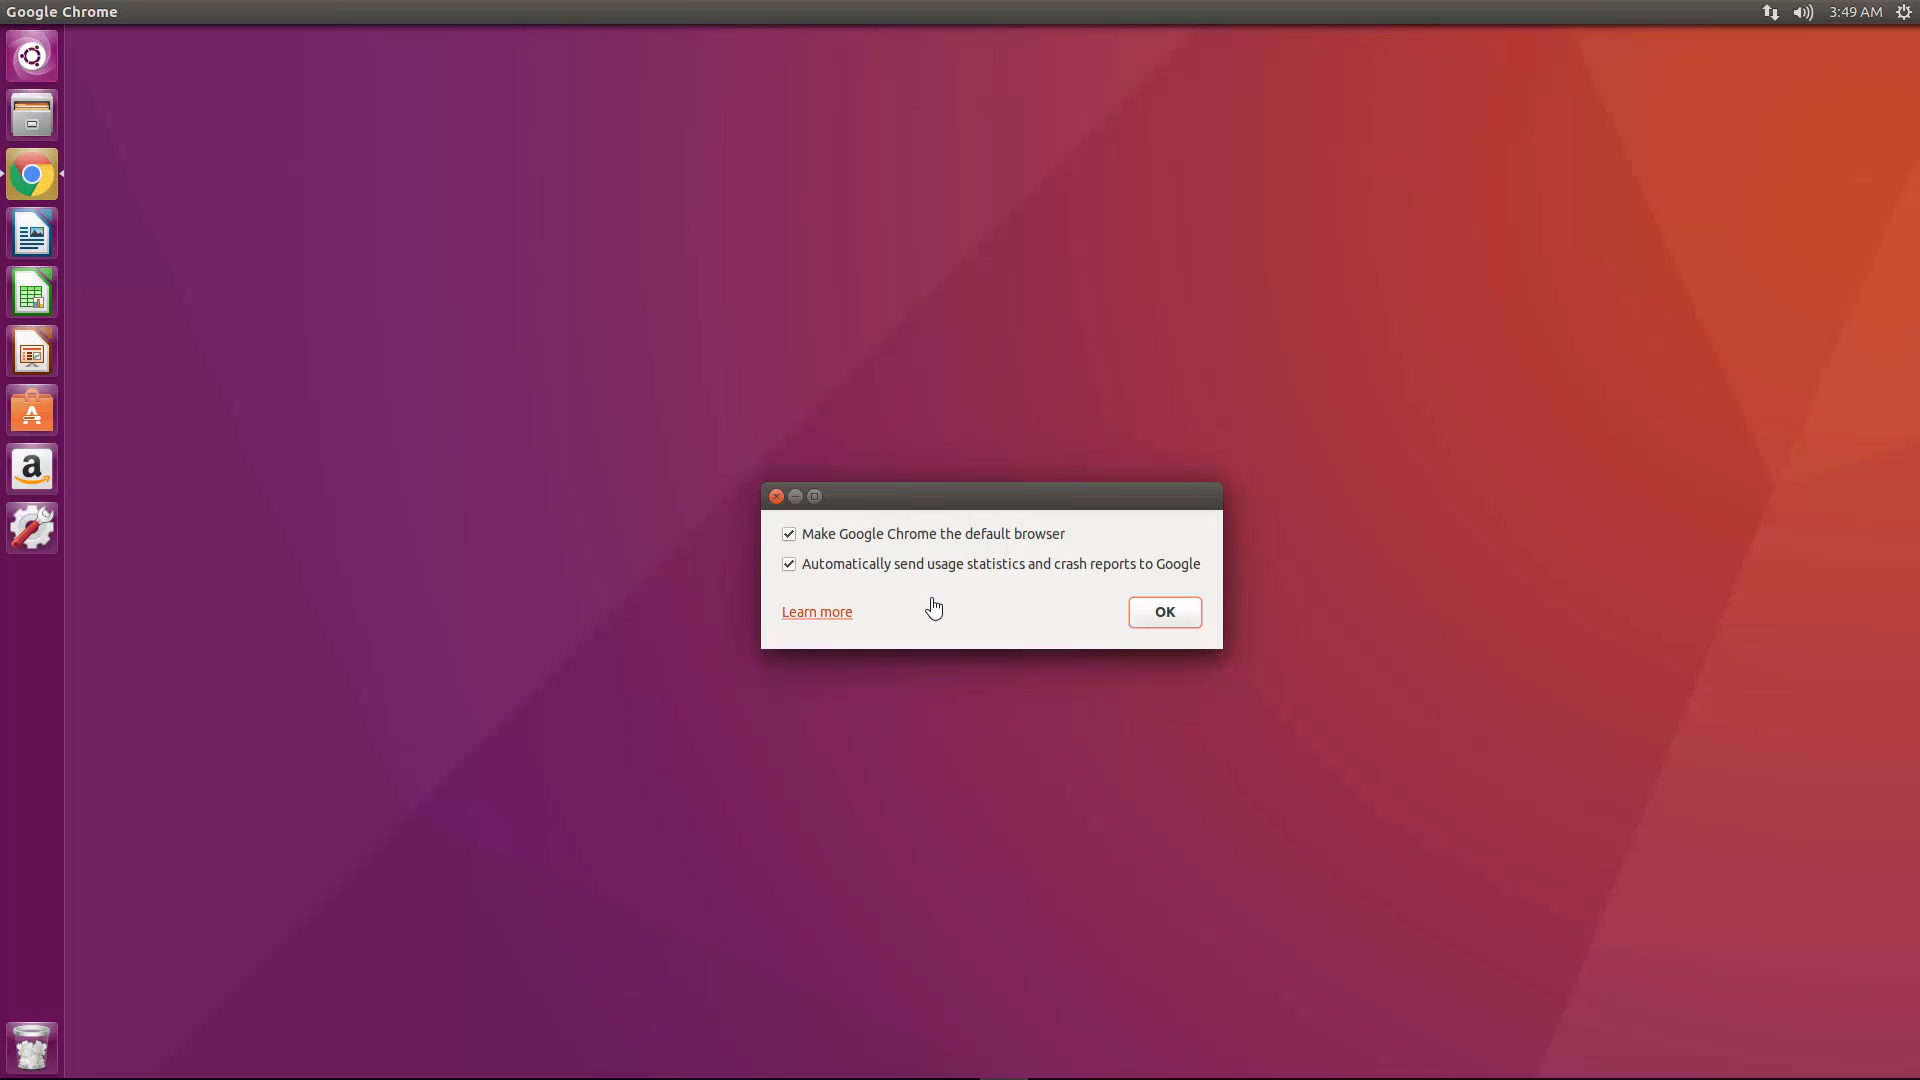 Google Chrome
3:49 AM
Make Google Chrome the default browser
Automatically send usage statistics and crash reports to Google
Learn more
OK